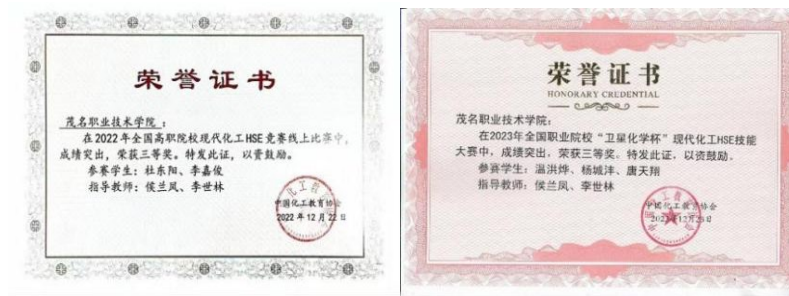 荣誉证书
茂名职业技术学院：
在2022年全国高职院校现代化工HSE竞赛线上比赛中，
成绩突出，荣获三等奖。特发此证，以资鼓励。
参赛学生：杜东阳、李嘉俊
指导教师：侯兰凤、李世林
中国化工教育协会
2022年12月22日
荣誉证书
HONORARY CREDENTIAL
茂名职业技术学院：
在2023年全国职业院校“卫星化学杯”现代化工HSE技能
大赛中，成绩突出，荣获三等奖。特发此证，以资鼓励。
参赛学生：温洪烨、杨城沣、唐天翔
指导教师：侯兰凤、李世林
中国化工教育协会